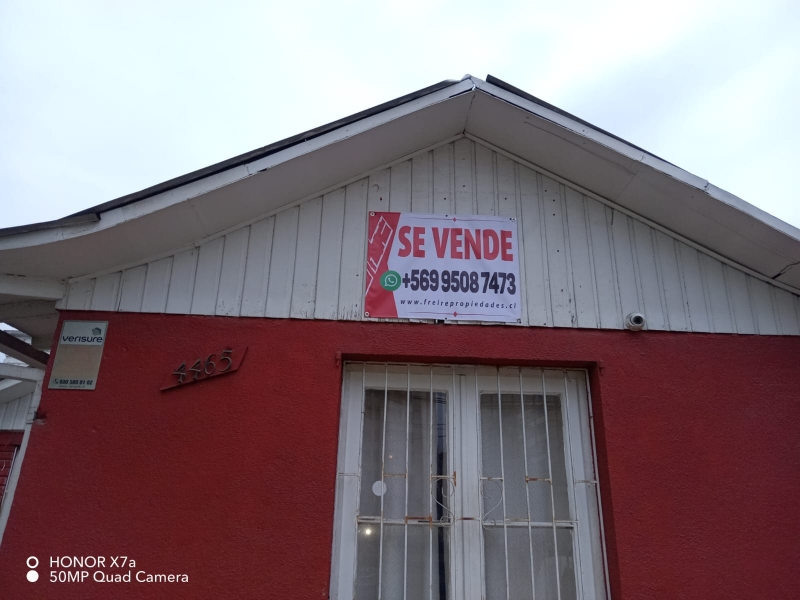 SE VENDE
+569 9508 7473
www.freirepropiedades.cl
verisure
4465
HONOR X7a
50MP Quad Camera